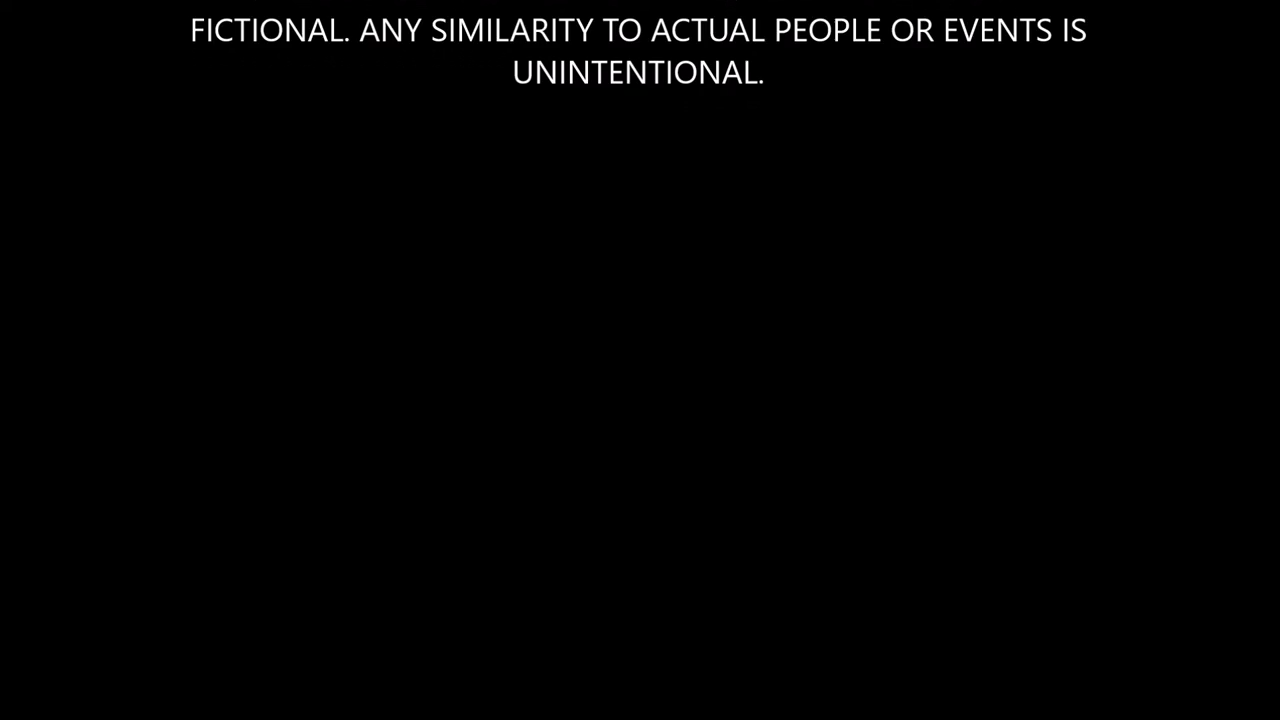 FICTIONAL. ANY SIMILARITY TO ACTUAL PEOPLE OR EVENTS IS
UNINTENTIONAL.